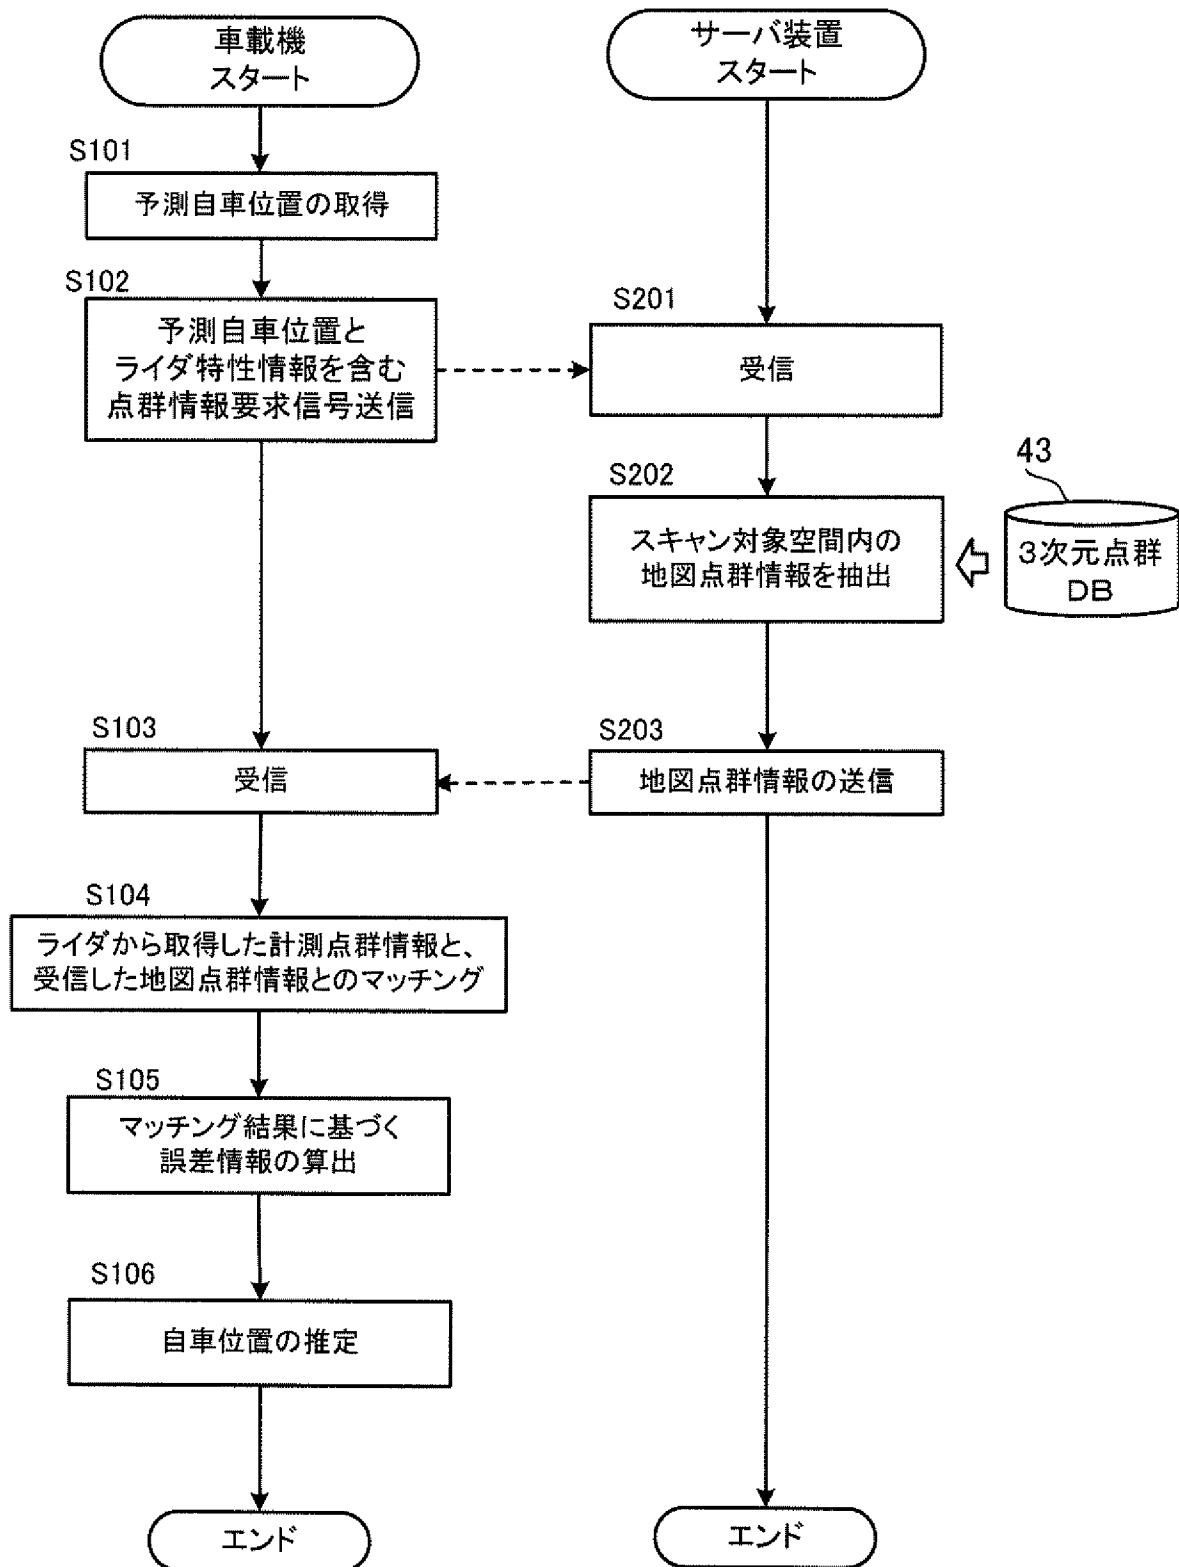 車載機
スタート
サーバ装置
スタート
S101
予測自車位置の取得
S102
予測自車位置と
ライダ特性情報を含む
点群情報要求信号送信
S201
受信
S202
スキャン対象空間内の
地図点群情報を抽出
43
3次元点群
DB
S103
受信
S203
地図点群情報の送信
S104
ライダから取得した計測点群情報と、
受信した地図点群情報とのマッチング
S105
マッチング結果に基づく
誤差情報の算出
S106
自車位置の推定
エンド
エンド